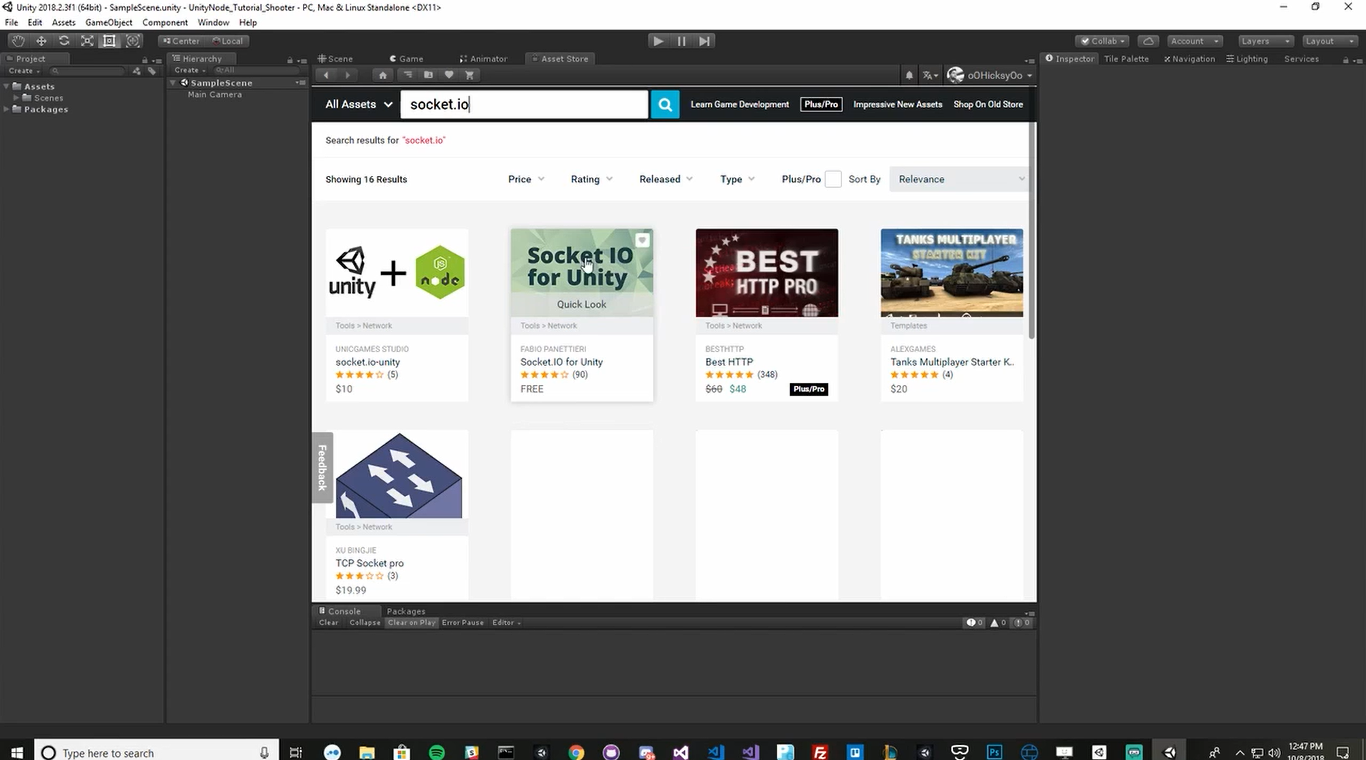 Unity 2018.2.3f1 (64bit) - SampleScene.unity - UnityNode_Tutorial_Shooter - PC, Mac & Linux Standalone <DX11>
File Edit Assets GameObject Component Window Help
Center Local Collab Account Layers Layout
Project Hierarchy Scene Game Animator Asset Store Inspector Tile Palette Navigation Lighting Services
Create Create All
Assets
Scenes
Packages
SampleScene
Main Camera
oOHicksyOo
All Assets socket.io Learn Game Development Plus/Pro Impressive New Assets Shop On Old Store
Search results for "socket.io"
Showing 16 Results Price Rating Released Type Plus/Pro Sort By Relevance
unity + node JS
Tools > Network
UNICGAMES STUDIO
socket.io-unity
(5)
$10
Socket IO
for Unity
Quick Look
Tools > Network
FABIO PANETTIERI
Socket.IO for Unity
(90)
FREE
BEST
HTTP PRO
Tools > Network
BESTHTTP
Best HTTP
(348)
$60 $48 Plus/Pro
TANKS MULTIPLAYER
STARTER KIT
Templates
ALEXGAMES
Tanks Multiplayer Starter K..
(4)
$20
Feedback
Tools > Network
XU BINGJIE
TCP Socket pro
(3)
$19.99
Console Packages
Clear Collapse Clear on Play Error Pause Editor 0 0 0
Type here to search
12:47 PM
10/8/2018